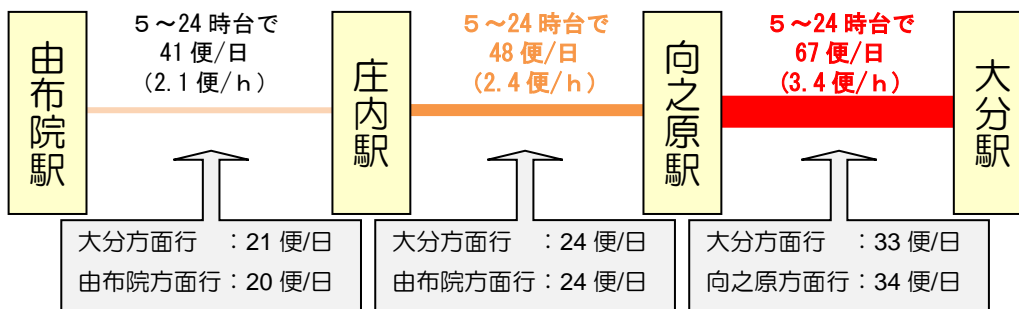 由布院駅
5～24時台で
41便/日
(2.1便/h)
庄内駅
5～24時台で
48便/日
(2.4便/h)
向之原駅
5～24時台で
67便/日
(3.4便/h)
大分駅
大分方面行　：21便/日
由布院方面行：20便/日
大分方面行　：24便/日
由布院方面行：24便/日
大分方面行　：33便/日
向之原方面行：34便/日